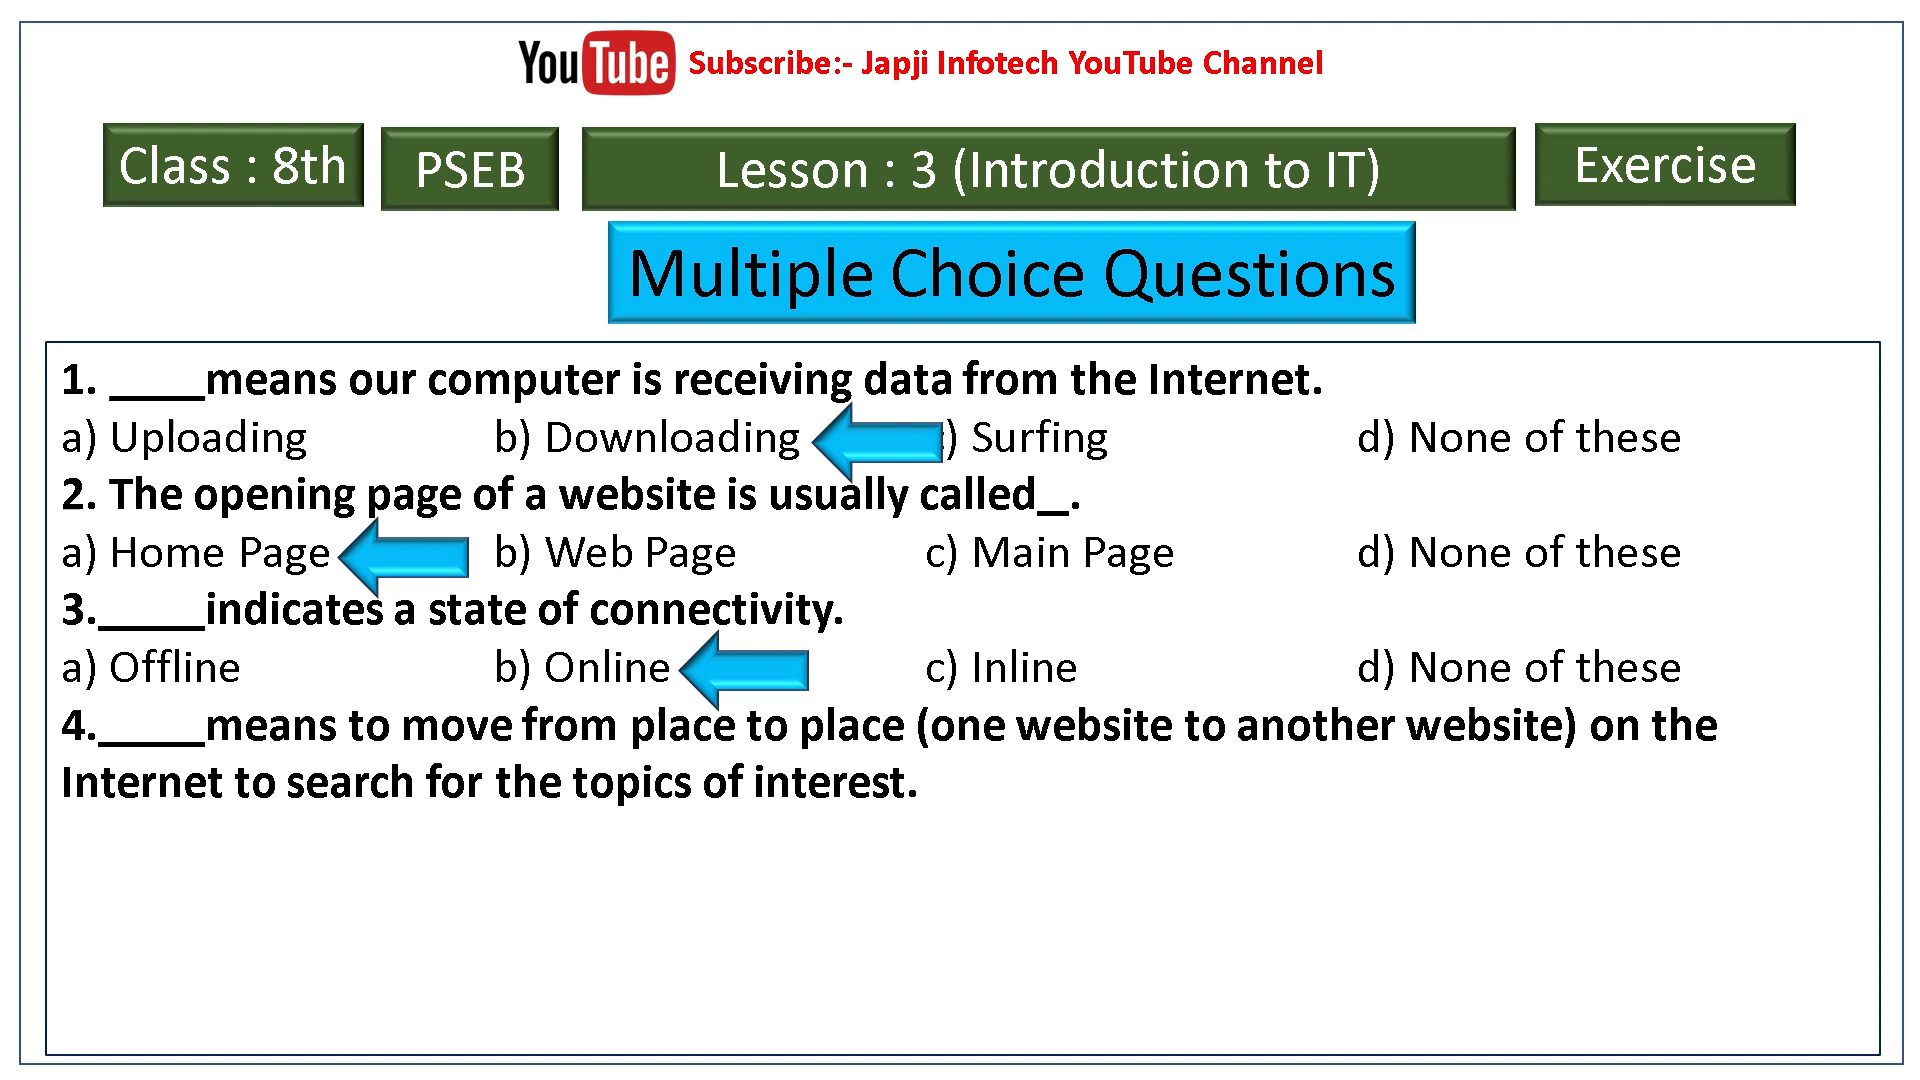 YouTube Subscribe:- Japji Infotech YouTube Channel
Class : 8th PSEB Lesson : 3 (Introduction to IT) Exercise
Multiple Choice Questions
1. ____means our computer is receiving data from the Internet.
a) Uploading b) Downloading ) Surfing d) None of these
2. The opening page of a website is usually called_.
a) Home Page b) Web Page c) Main Page d) None of these
3._____indicates a state of connectivity.
a) Offline b) Online c) Inline d) None of these
4._____means to move from place to place (one website to another website) on the
Internet to search for the topics of interest.